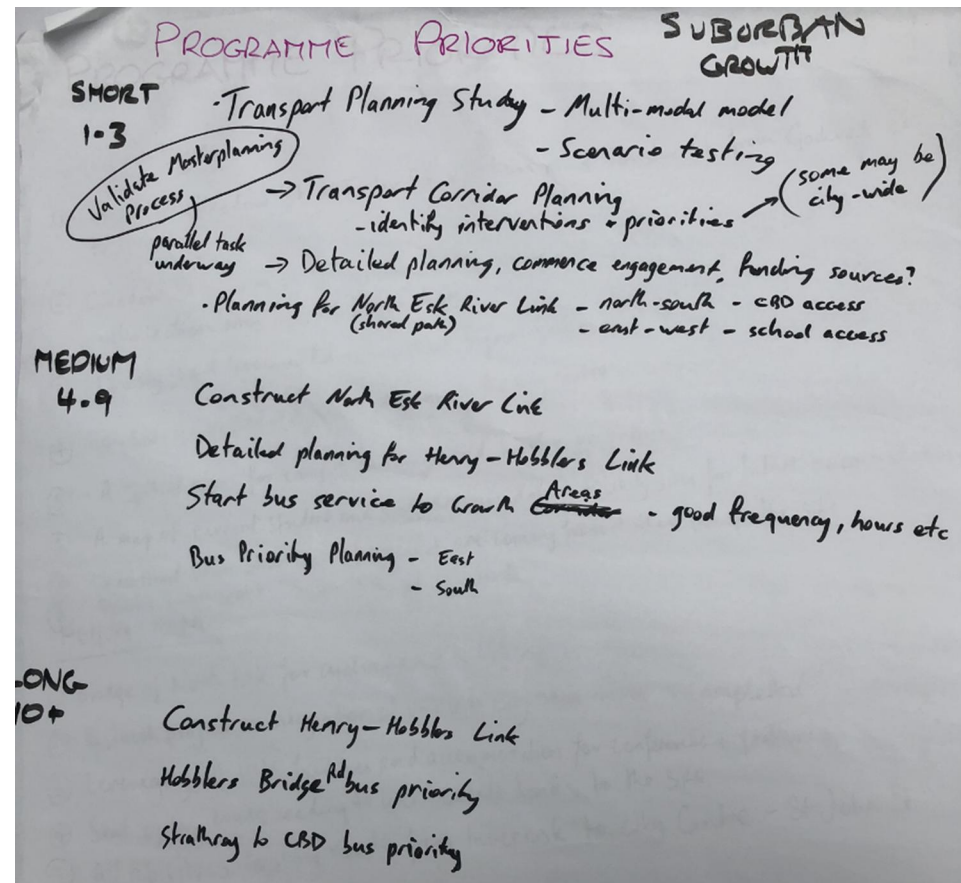 PROGRAMME PRIORITIES
SUBURBAN
GROWTH
SHORT
1-3
· Transport Planning Study - Multi-modal model
- Scenario testing
Validate Masterplanning
Process
parallel task
underway
→ Transport Corridor Planning
- identify interventions + priorities → (some may be
city-wide)
→ Detailed planning, commence engagement, funding sources?
· Planning for North Esk River Link - north-south - CBD access
(shared path) - east-west - school access
MEDIUM
4-9
Construct North Esk River Link
Detailed planning for Henry-Hobblers Link
Start bus service to Growth Areas - good frequency, hours etc
Bus Priority Planning - East
- South
LONG
10+
Construct Henry-Hobblers Link
Hobblers Bridge Rd bus priority
Strathroy to CBD bus priority